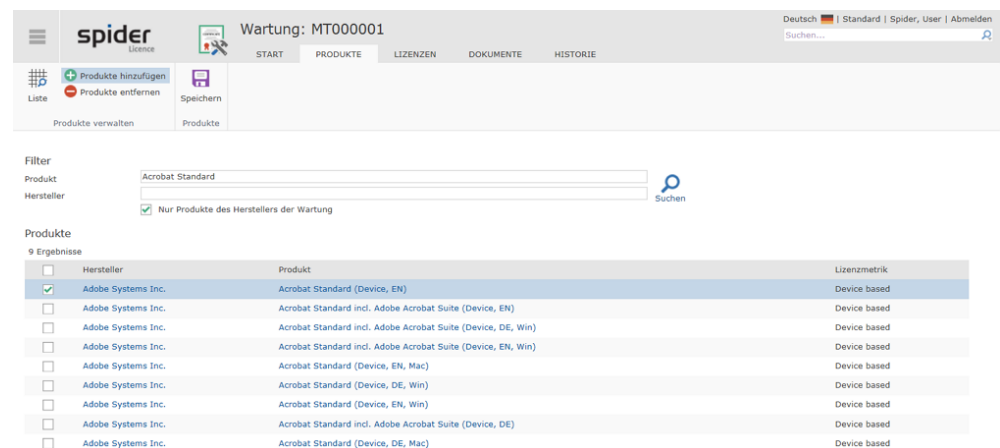 Deutsch | Standard | Spider, User | Abmelden
spider
Licence
Wartung: MT000001
Suchen...
START PRODUKTE LIZENZEN DOKUMENTE HISTORIE
Liste
Produkte hinzufügen
Produkte entfernen
Speichern
Produkte verwalten
Produkte
Filter
Produkt Acrobat Standard
Hersteller
Suchen
Nur Produkte des Herstellers der Wartung
Produkte
9 Ergebnisse
Hersteller Produkt Lizenzmetrik
Adobe Systems Inc. Acrobat Standard (Device, EN) Device based
Adobe Systems Inc. Acrobat Standard incl. Adobe Acrobat Suite (Device, EN) Device based
Adobe Systems Inc. Acrobat Standard incl. Adobe Acrobat Suite (Device, DE, Win) Device based
Adobe Systems Inc. Acrobat Standard incl. Adobe Acrobat Suite (Device, EN, Win) Device based
Adobe Systems Inc. Acrobat Standard (Device, EN, Mac) Device based
Adobe Systems Inc. Acrobat Standard (Device, DE, Win) Device based
Adobe Systems Inc. Acrobat Standard (Device, EN, Win) Device based
Adobe Systems Inc. Acrobat Standard incl. Adobe Acrobat Suite (Device, DE) Device based
Adobe Systems Inc. Acrobat Standard (Device, DE, Mac) Device based